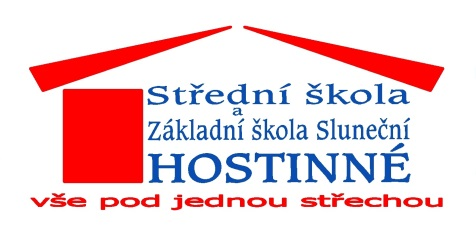 Střední škola
a
Základní škola Sluneční
HOSTINNÉ
vše pod jednou střechou